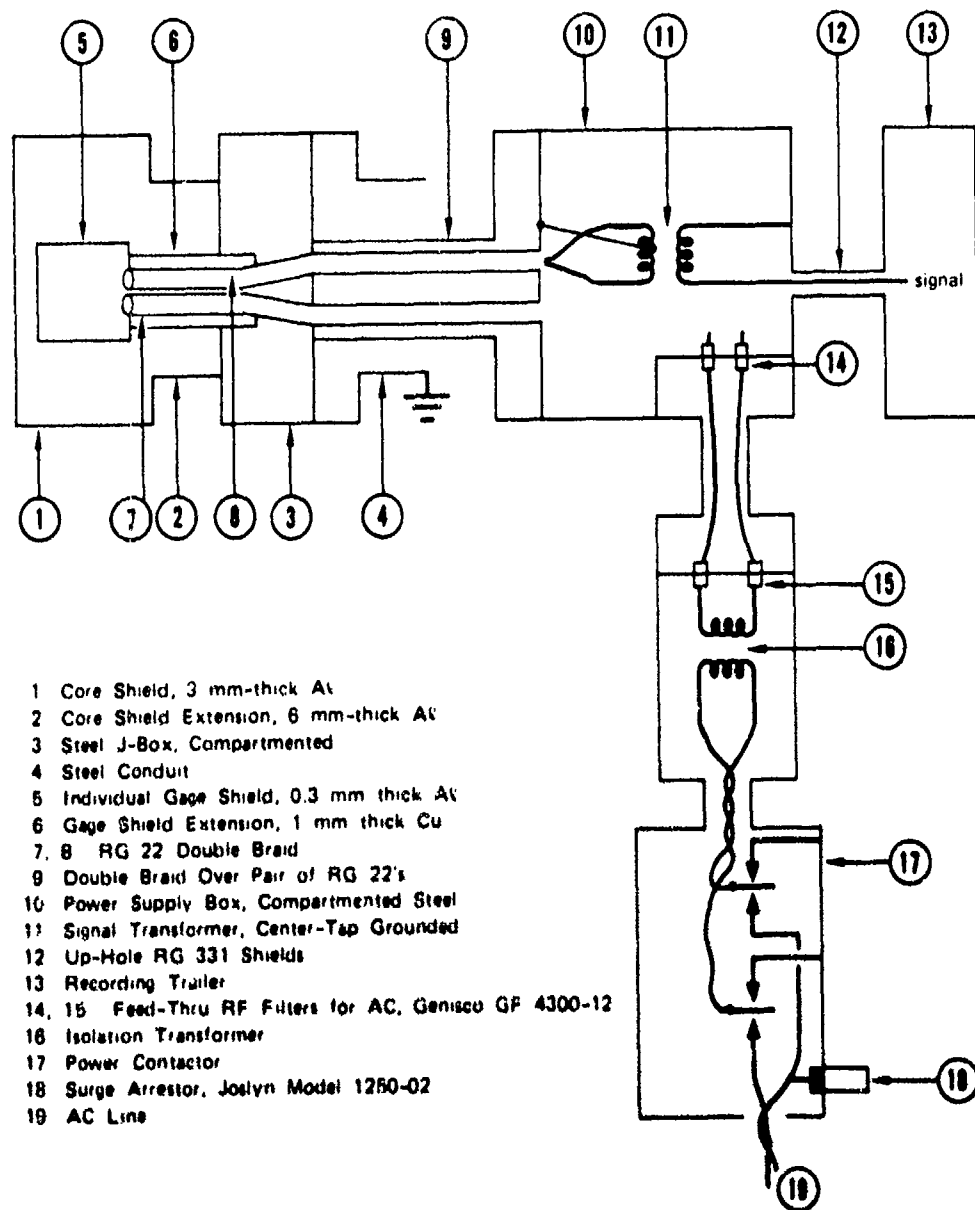 5 6 9 10 11 12 13
signal
14
1 7 2 8 3 4
15
16
1 Core Shield, 3 mm-thick Aℓ
2 Core Shield Extension, 6 mm-thick Aℓ
3 Steel J-Box, Compartmented
4 Steel Conduit
5 Individual Gage Shield, 0.3 mm thick Aℓ
6 Gage Shield Extension, 1 mm thick Cu
7, 8 RG 22 Double Braid
9 Double Braid Over Pair of RG 22's
10 Power Supply Box, Compartmented Steel
11 Signal Transformer, Center-Tap Grounded
12 Up-Hole RG 331 Shields
13 Recording Trailer
14, 15 Feed-Thru RF Filters for AC, Genisco GF 4300-12
16 Isolation Transformer
17 Power Contactor
18 Surge Arrestor, Joslyn Model 1250-02
19 AC Line
17
18
19